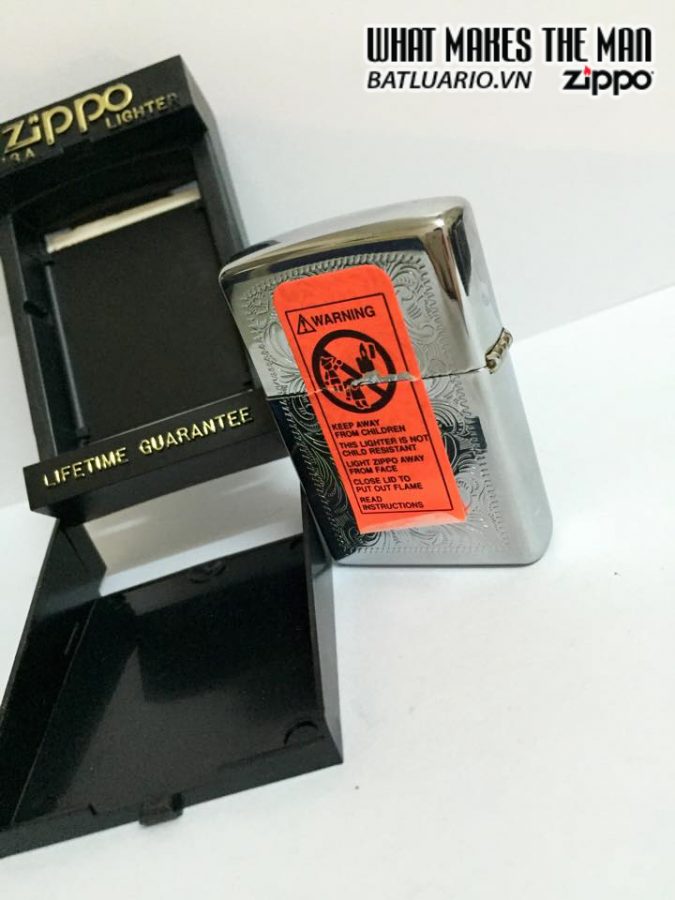 WHAT MAKES THE MAN
BATLUARIO.VN zippo
zippo
LIGHTER
LIFETIME GUARANTEE
WARNING
KEEP AWAY
FROM CHILDREN
THIS LIGHTER IS NOT
CHILD RESISTANT
LIGHT ZIPPO AWAY
FROM FACE
CLOSE LID TO
PUT OUT FLAME
READ
INSTRUCTIONS